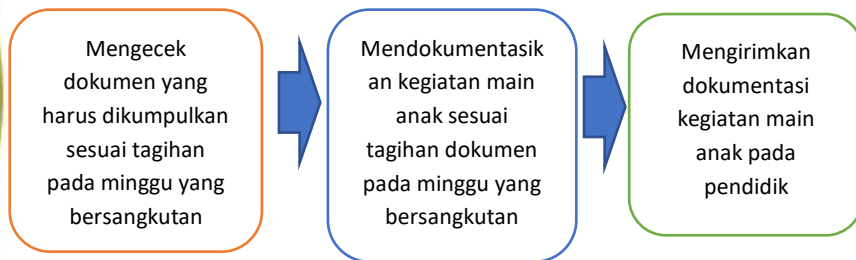 Mengecek
dokumen yang
harus dikumpulkan
sesuai tagihan
pada minggu yang
bersangkutan
Mendokumentasik
an kegiatan main
anak sesuai
tagihan dokumen
pada minggu yang
bersangkutan
Mengirimkan
dokumentasi
kegiatan main
anak pada
pendidik